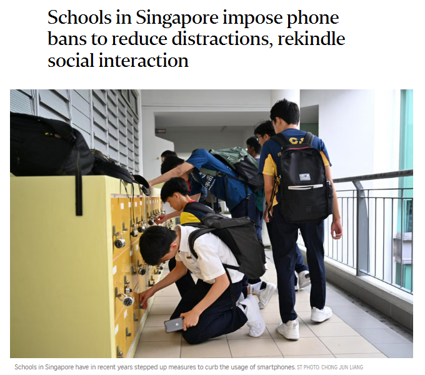 Schools in Singapore impose phone
bans to reduce distractions, rekindle
social interaction
Schools in Singapore have in recent years stepped up measures to curb the usage of smartphones. ST PHOTO: CHONG JUN LIANG